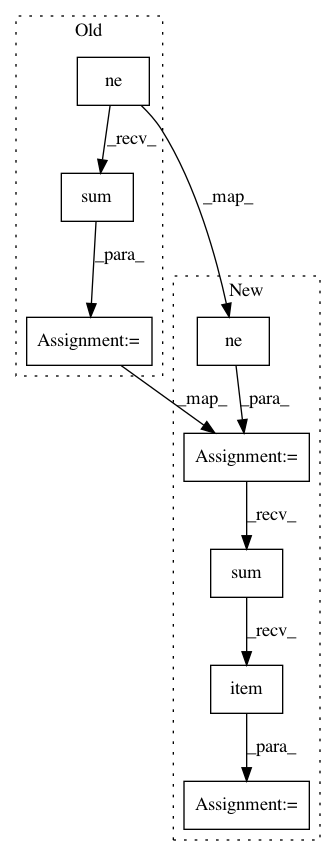 Old
ne
_recv_
sum
_map_
_para_
New
Assignment:=
ne
_map_
_para_
Assignment:=
_recv_
sum
_recv_
item
_para_
Assignment:=